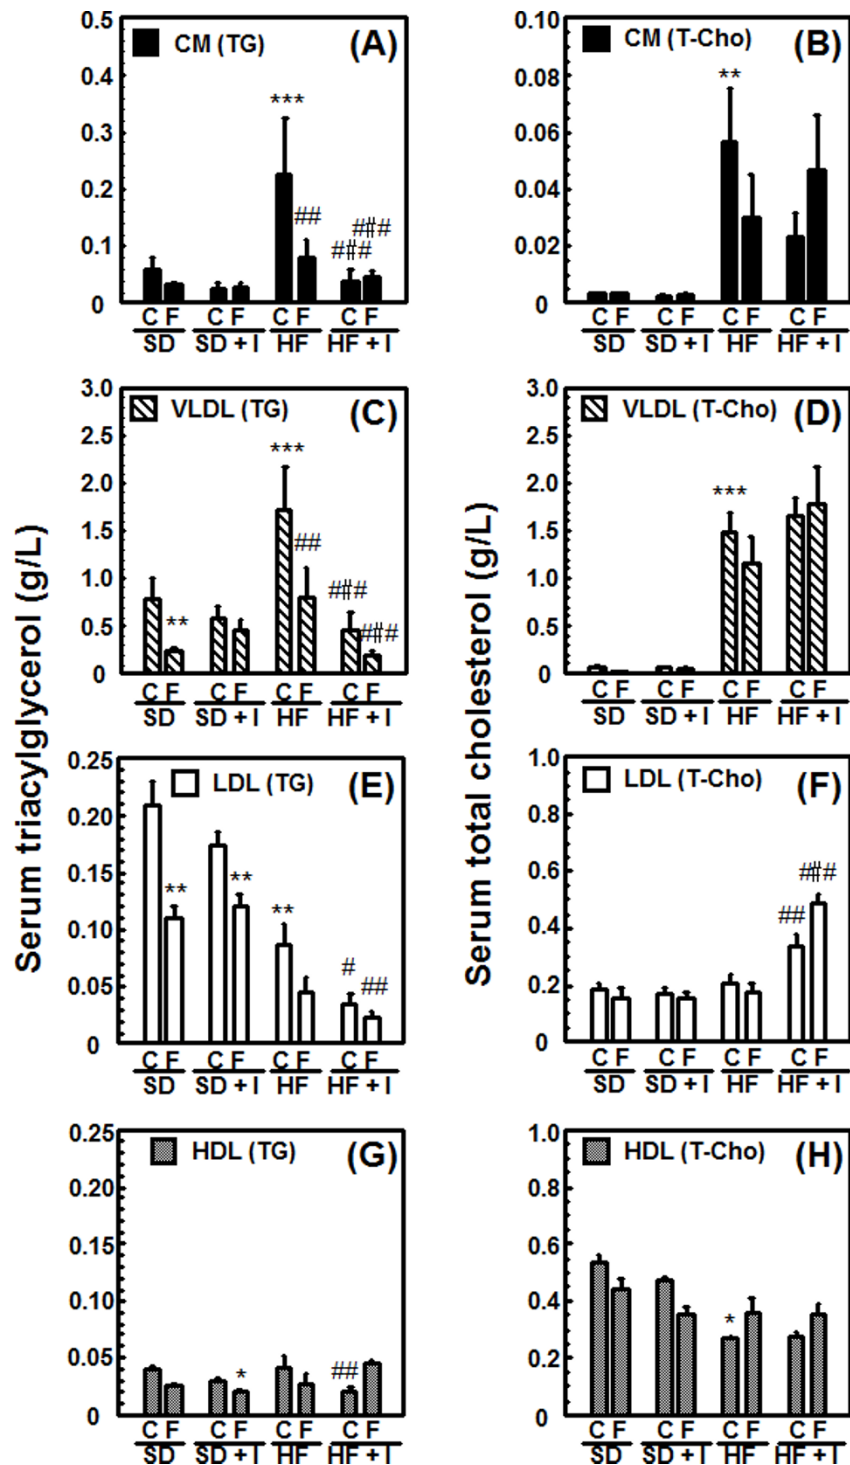 Serum triacylglycerol (g/L)
Serum total cholesterol (g/L)
CM (TG) (A)
0.5
0.4
0.3
0.2
0.1
0
***
##
###
###
C F C F C F C F
SD SD + I HF HF + I
CM (T-Cho) (B)
0.10
0.08
0.06
0.04
0.02
0
**
C F C F C F C F
SD SD + I HF HF + I
VLDL (TG) (C)
3.0
2.5
2.0
1.5
1.0
0.5
0
***
##
**
###
###
C F C F C F C F
SD SD + I HF HF + I
VLDL (T-Cho) (D)
3.0
2.5
2.0
1.5
1.0
0.5
0
***
C F C F C F C F
SD SD + I HF HF + I
LDL (TG) (E)
0.25
0.20
0.15
0.10
0.05
0
** ** **
# ##
C F C F C F C F
SD SD + I HF HF + I
LDL (T-Cho) (F)
1.0
0.8
0.6
0.4
0.2
0
###
##
C F C F C F C F
SD SD + I HF HF + I
HDL (TG) (G)
0.25
0.20
0.15
0.10
0.05
0
* ##
C F C F C F C F
SD SD + I HF HF + I
HDL (T-Cho) (H)
1.0
0.8
0.6
0.4
0.2
0
*
C F C F C F C F
SD SD + I HF HF + I